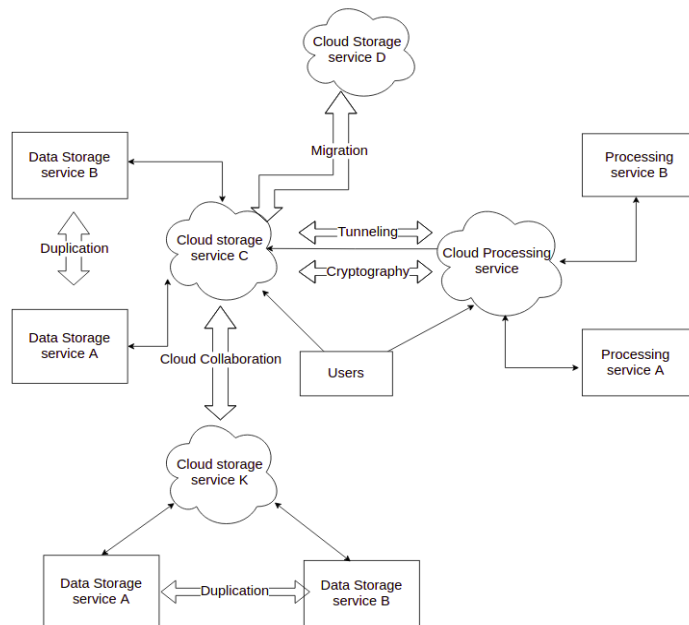 Cloud Storage
service D
Migration
Data Storage
service B
Processing
service B
Duplication
Cloud storage
service C
Tunneling
Cryptography
Cloud Processing
service
Data Storage
service A
Cloud Collaboration
Users
Processing
service A
Cloud storage
service K
Data Storage
service A
Duplication
Data Storage
service B